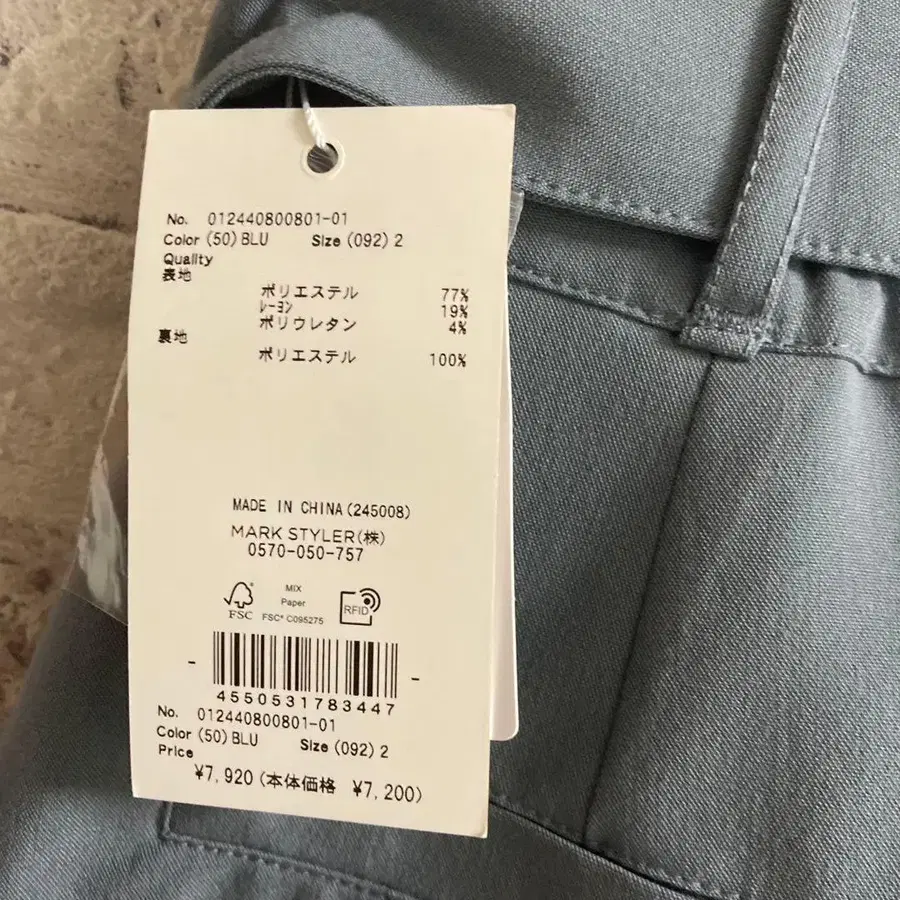 No. 012440800801-01
Color (50) BLU Size (092) 2
Quality
表地
ポリエステル 77%
レーヨン 19%
ポリウレタン 4%
裏地
ポリエステル 100%
MADE IN CHINA(245008)
MARK STYLER(株)
0570-050-757
FSC
MIX
Paper
FSC® C095275
RFID
4550531783447
No. 012440800801-01
Color (50) BLU Size (092) 2
Price
¥7,920(本体価格 ¥7,200)